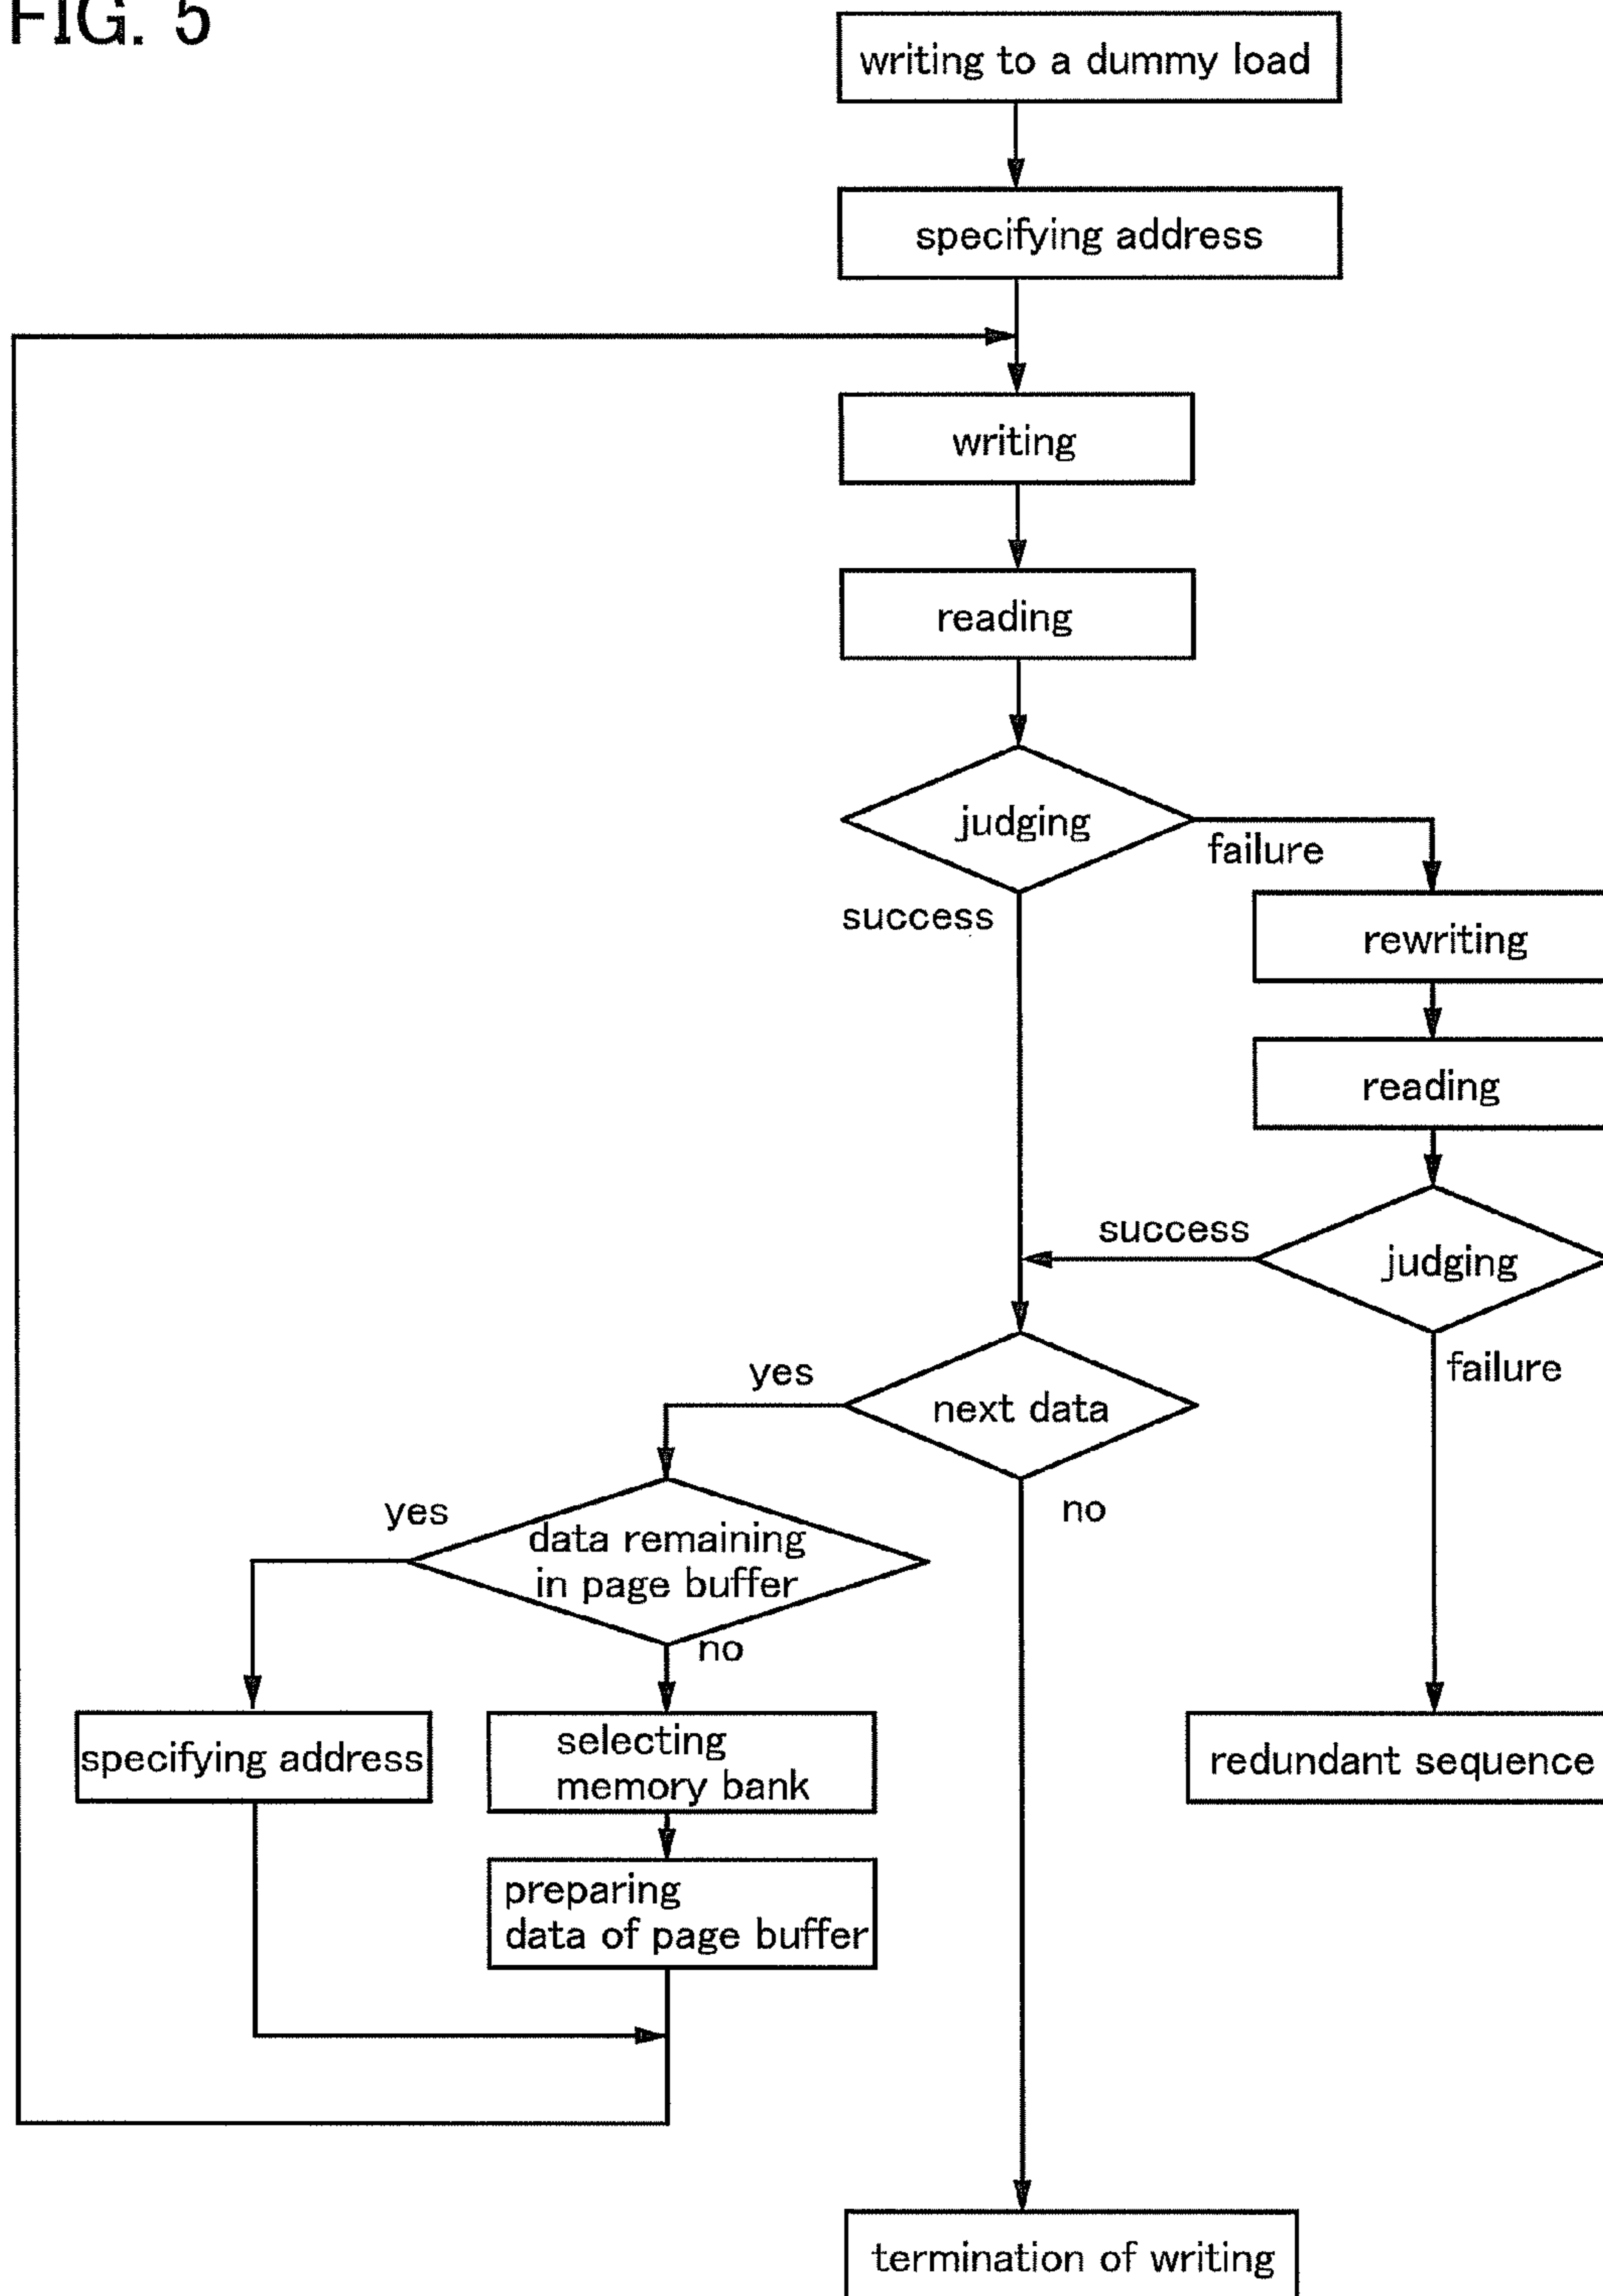 FIG. 5
writing to a dummy load
specifying address
writing
reading
judging
failure
success
rewriting
reading
success
judging
failure
yes
next data
no
yes
data remaining
in page buffer
no
specifying address
selecting
memory bank
redundant sequence
preparing
data of page buffer
termination of writing